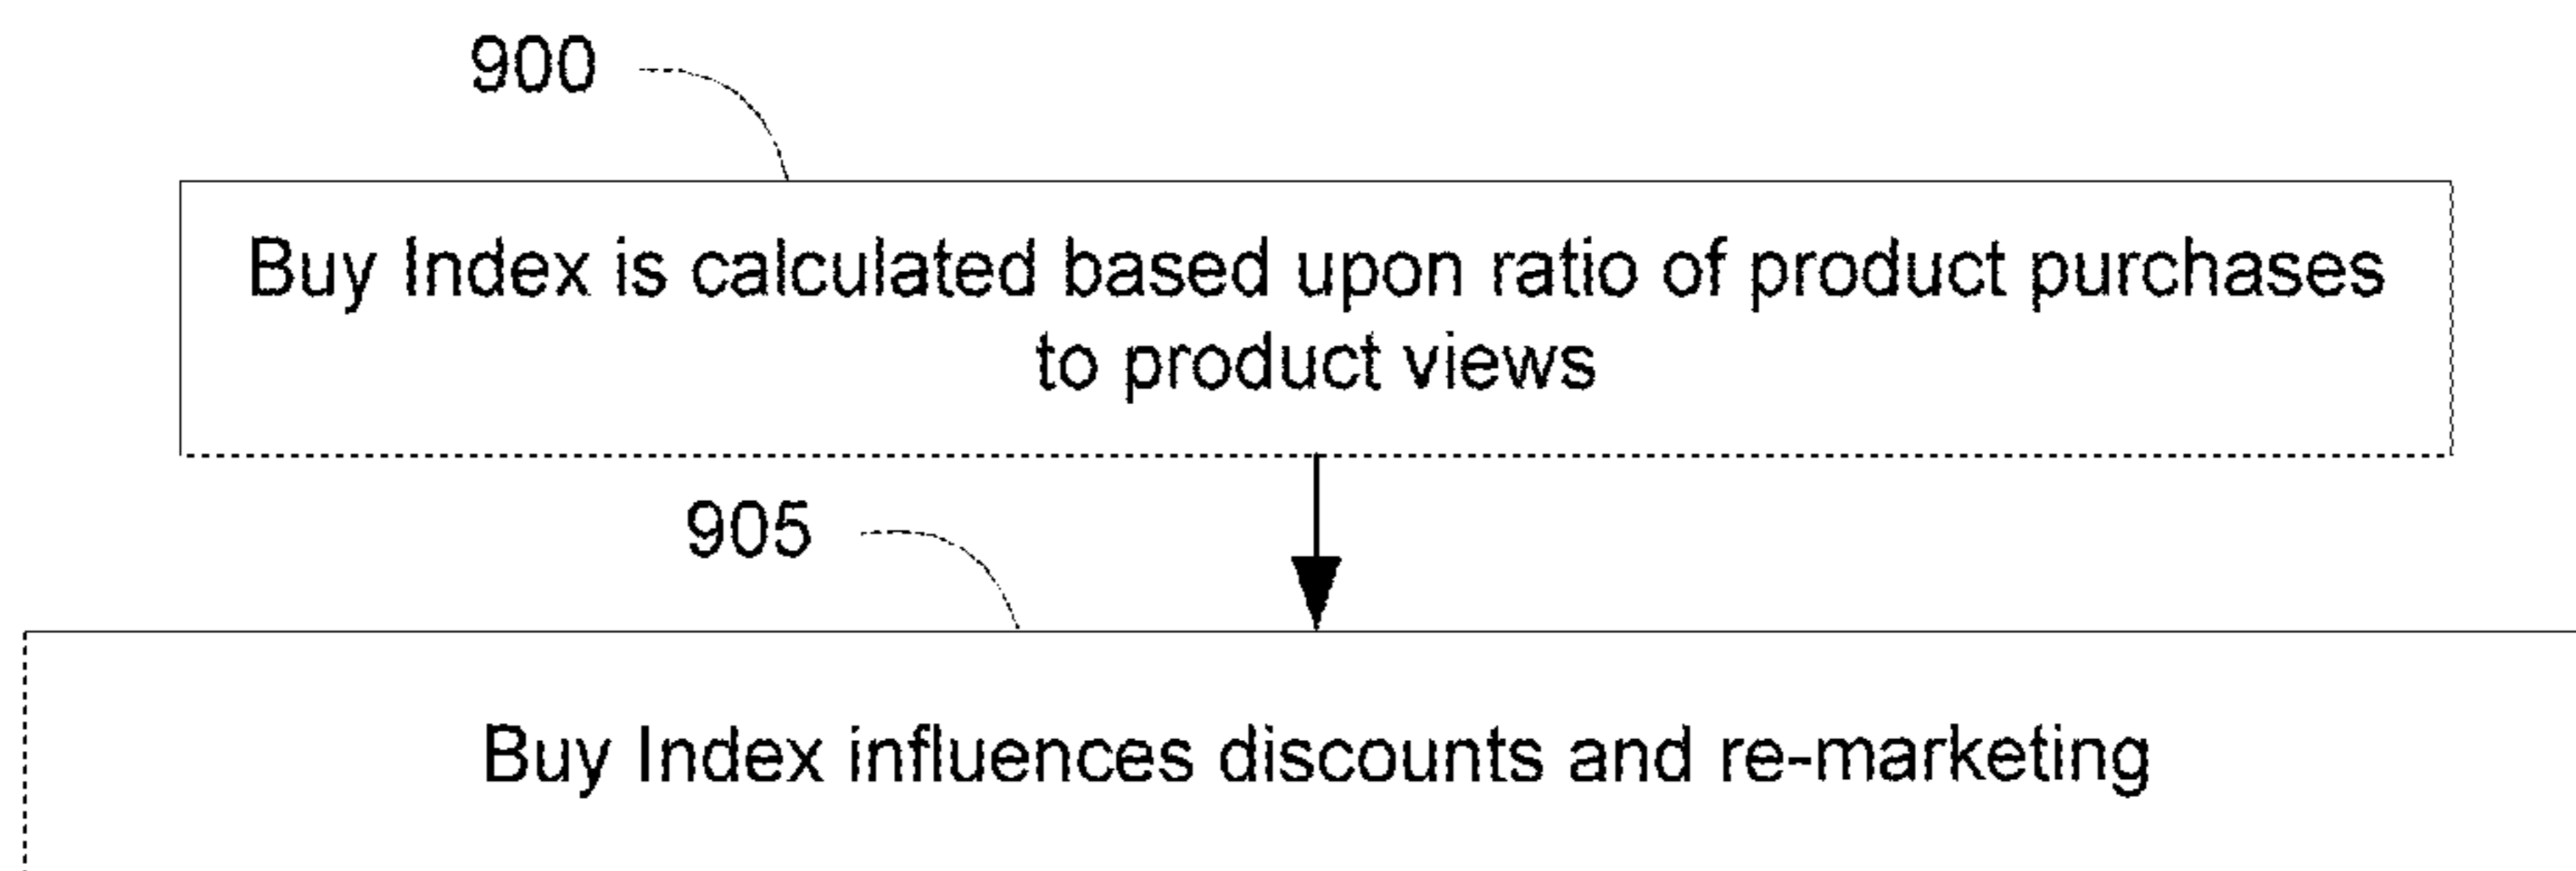 900
Buy Index is calculated based upon ratio of product purchases
to product views
905
Buy Index influences discounts and re-marketing